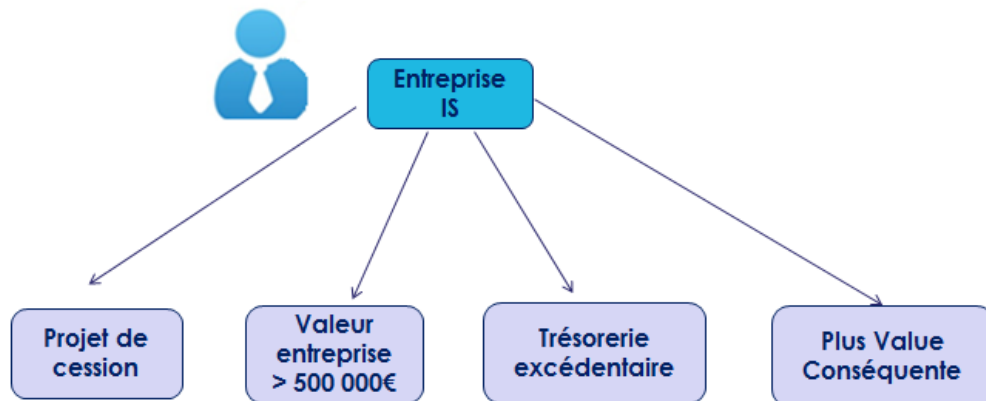 Entreprise
IS
Projet de
cession
Valeur
entreprise
> 500 000€
Trésorerie
excédentaire
Plus Value
Conséquente